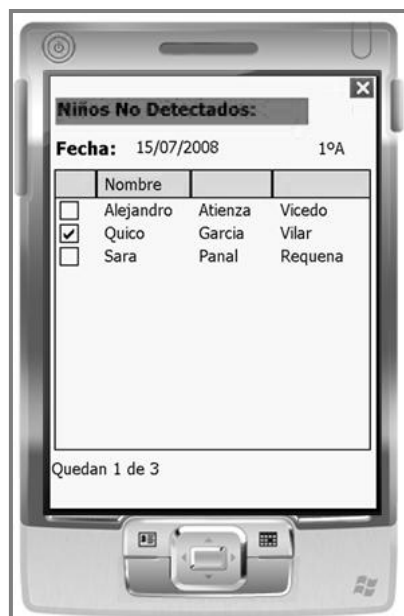 Niños No Detectados:
Fecha: 15/07/2008 1ºA
Nombre
Alejandro Atienza Vicedo
Quico Garcia Vilar
Sara Panal Requena
Quedan 1 de 3